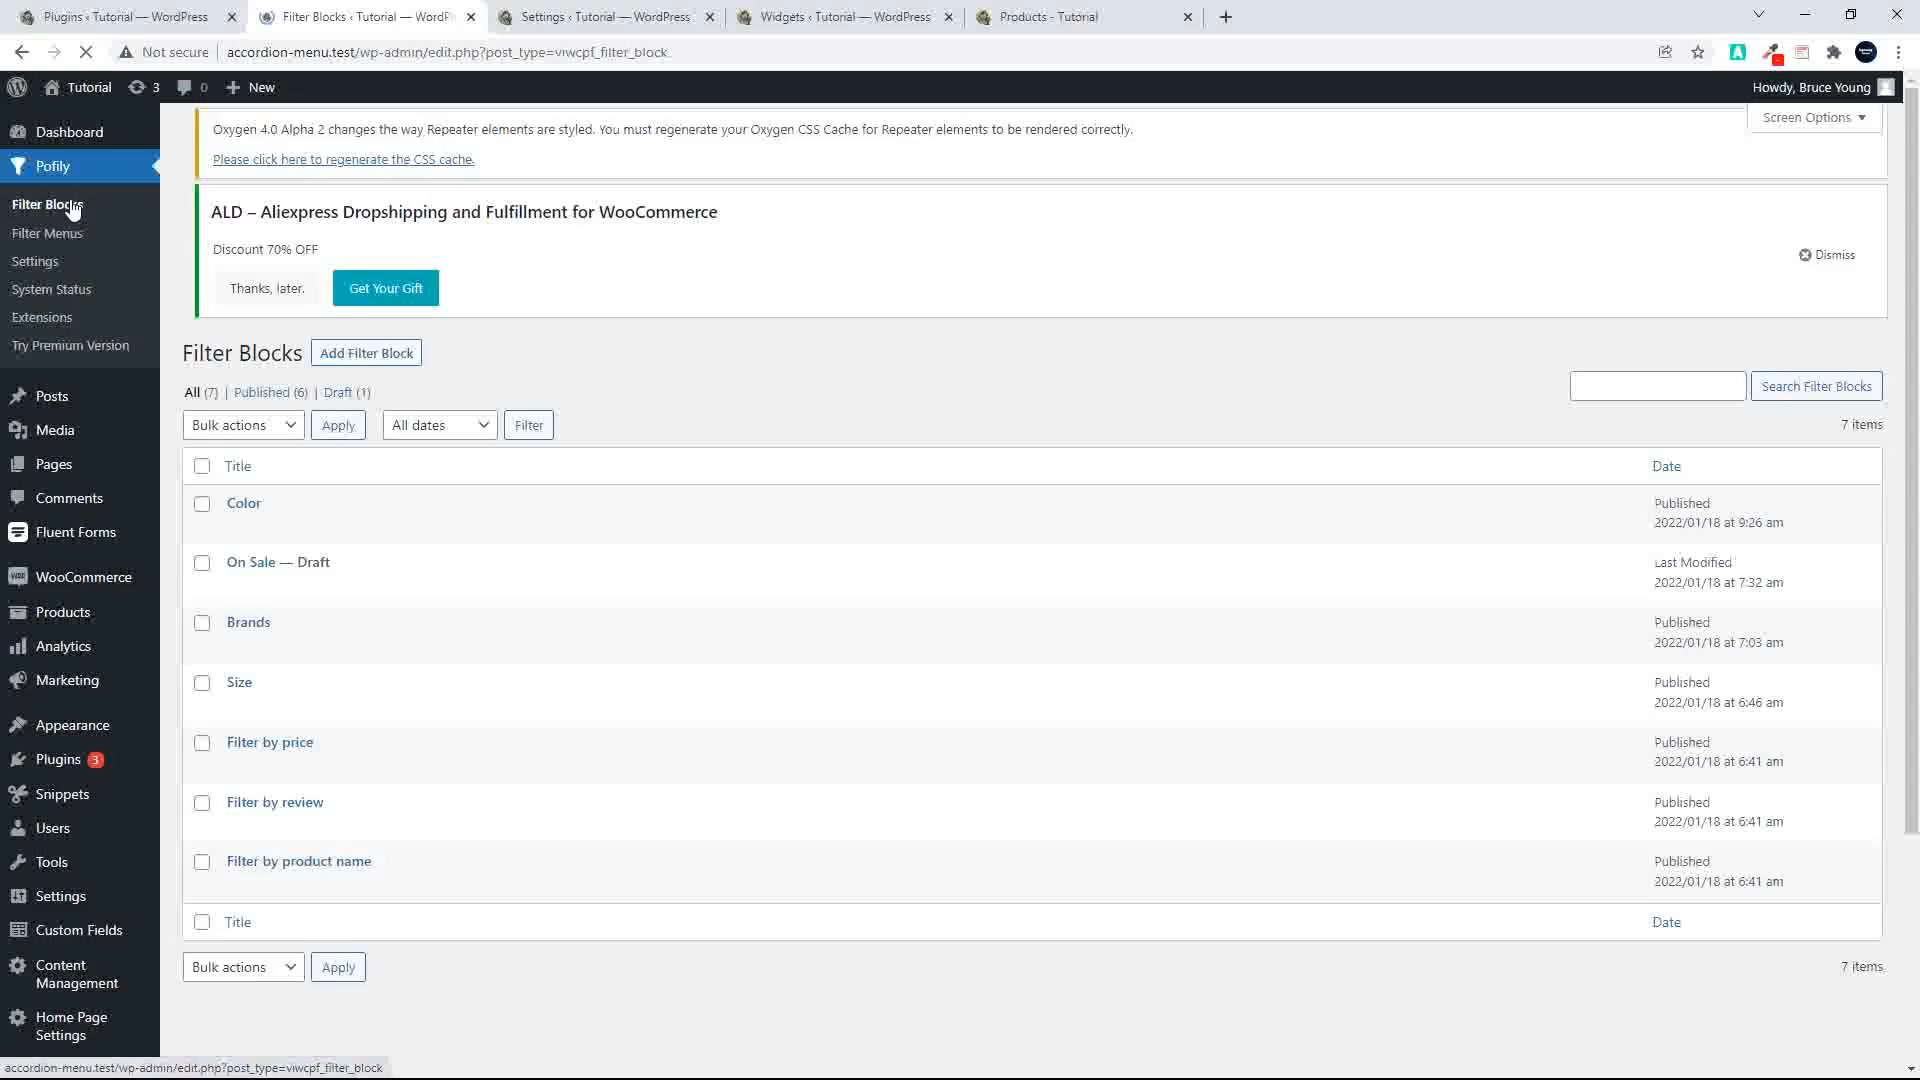 Plugins ‹ Tutorial — WordPress
Filter Blocks ‹ Tutorial — WordPr
Settings ‹ Tutorial — WordPress
Widgets ‹ Tutorial — WordPress
Products - Tutorial
Not secure
accordion-menu.test/wp-admin/edit.php?post_type=viwcpf_filter_block
Tutorial
3
0
New
Howdy, Bruce Young
Dashboard
Pofily
Filter Blocks
Filter Menus
Settings
System Status
Extensions
Try Premium Version
Posts
Media
Pages
Comments
Fluent Forms
WooCommerce
Products
Analytics
Marketing
Appearance
Plugins 3
Snippets
Users
Tools
Settings
Custom Fields
Content
Management
Home Page
Settings
Oxygen 4.0 Alpha 2 changes the way Repeater elements are styled. You must regenerate your Oxygen CSS Cache for Repeater elements to be rendered correctly.
Please click here to regenerate the CSS cache.
Screen Options
ALD – Aliexpress Dropshipping and Fulfillment for WooCommerce
Discount 70% OFF
Dismiss
Thanks, later.
Get Your Gift
Filter Blocks
Add Filter Block
All (7) | Published (6) | Draft (1)
Search Filter Blocks
Bulk actions
Apply
All dates
Filter
7 items
Title
Date
Color
Published
2022/01/18 at 9:26 am
On Sale — Draft
Last Modified
2022/01/18 at 7:32 am
Brands
Published
2022/01/18 at 7:03 am
Size
Published
2022/01/18 at 6:46 am
Filter by price
Published
2022/01/18 at 6:41 am
Filter by review
Published
2022/01/18 at 6:41 am
Filter by product name
Published
2022/01/18 at 6:41 am
Title
Date
Bulk actions
Apply
7 items
accordion-menu.test/wp-admin/edit.php?post_type=viwcpf_filter_block